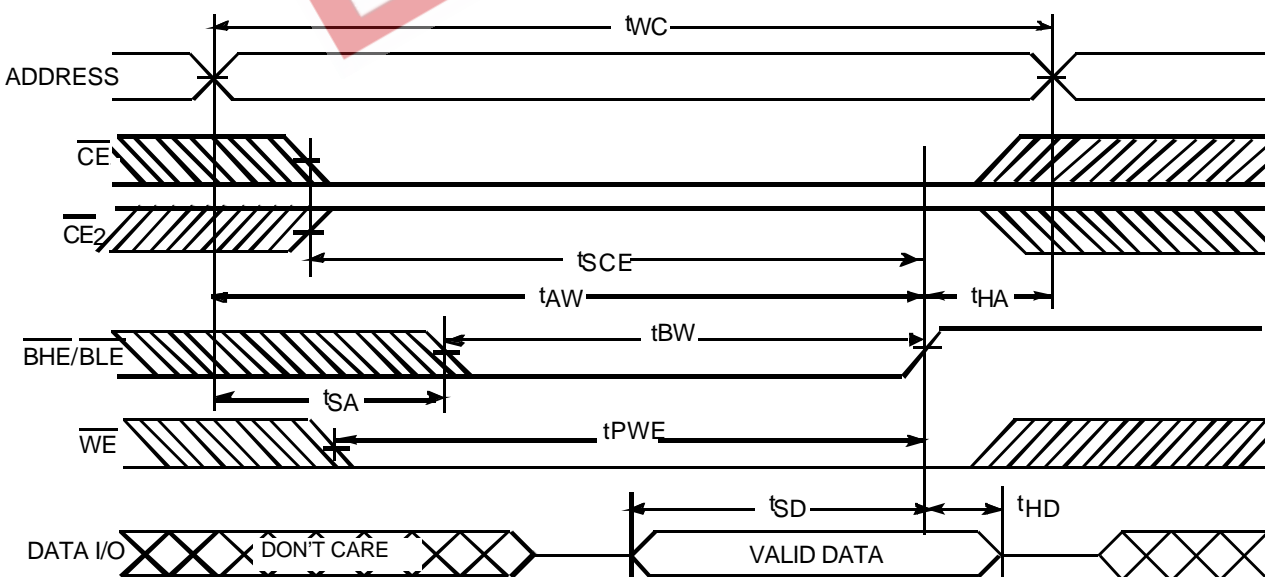 tWC
ADDRESS
CE
CE2
tSCE
tAW
tHA
BHE/BLE
tBW
tSA
WE
tPWE
tSD
tHD
DATA I/O
DON'T CARE
VALID DATA